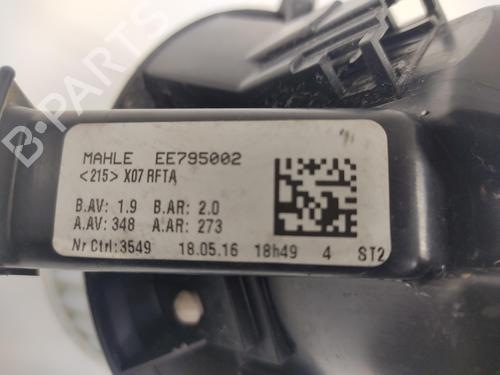 B-PARTS
MAHLE EE795002
<215> X07 RFTA
B.AV: 1.9 B.AR: 2.0
A.AV: 348 A.AR: 273
Nr Ctrl:3549 18.05.16 18h49 4 ST2